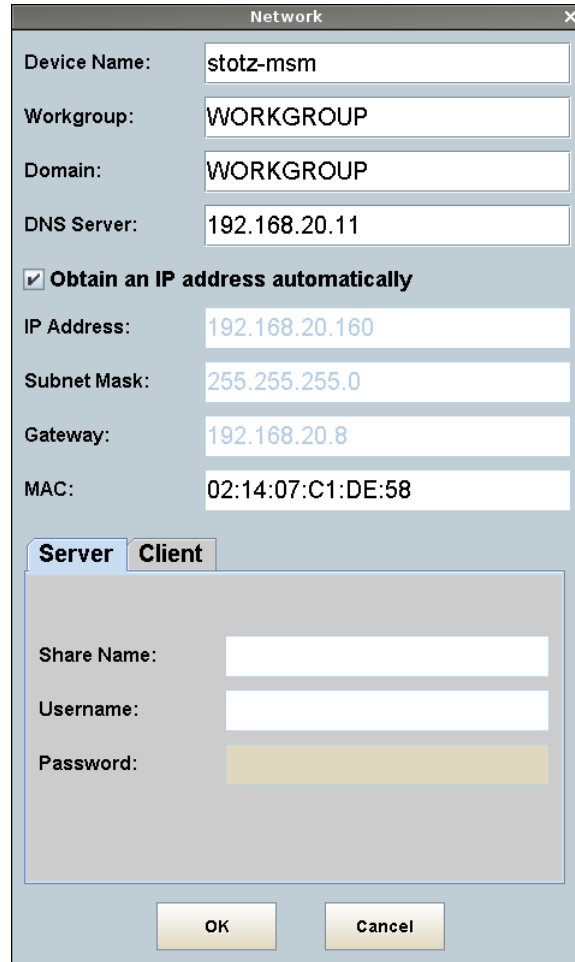 Network
Device Name: stotz-msm
Workgroup: WORKGROUP
Domain: WORKGROUP
DNS Server: 192.168.20.11
Obtain an IP address automatically
IP Address: 192.168.20.160
Subnet Mask: 255.255.255.0
Gateway: 192.168.20.8
MAC: 02:14:07:C1:DE:58
Server Client
Share Name:
Username:
Password:
OK Cancel